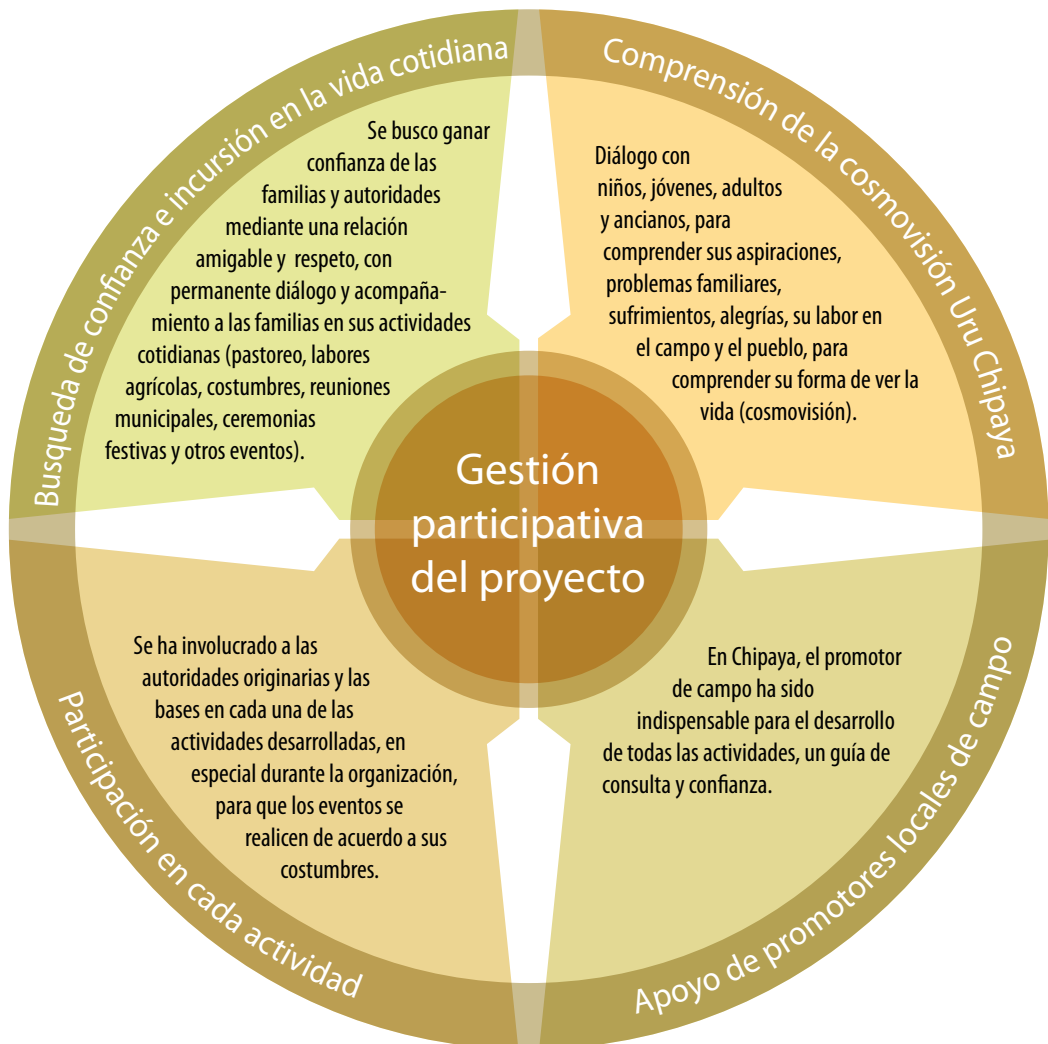 Busqueda de confianza e incursión en la vida cotidiana
Se busco ganar
confianza de las
familias y autoridades
mediante una relación
amigable y respeto, con
permanente diálogo y acompaña-
miento a las familias en sus actividades
cotidianas (pastoreo, labores
agrícolas, costumbres, reuniones
municipales, ceremonias
festivas y otros eventos).
Comprensión de la cosmovisión Uru Chipaya
Diálogo con
niños, jóvenes, adultos
y ancianos, para
comprender sus aspiraciones,
problemas familiares,
sufrimientos, alegrías, su labor en
el campo y el pueblo, para
comprender su forma de ver la
vida (cosmovisión).
Gestión
participativa
del proyecto
Participación en cada actividad
Se ha involucrado a las
autoridades originarias y las
bases en cada una de las
actividades desarrolladas, en
especial durante la organización,
para que los eventos se
realicen de acuerdo a sus
costumbres.
Apoyo de promotores locales de campo
En Chipaya, el promotor
de campo ha sido
indispensable para el desarrollo
de todas las actividades, un guía de
consulta y confianza.